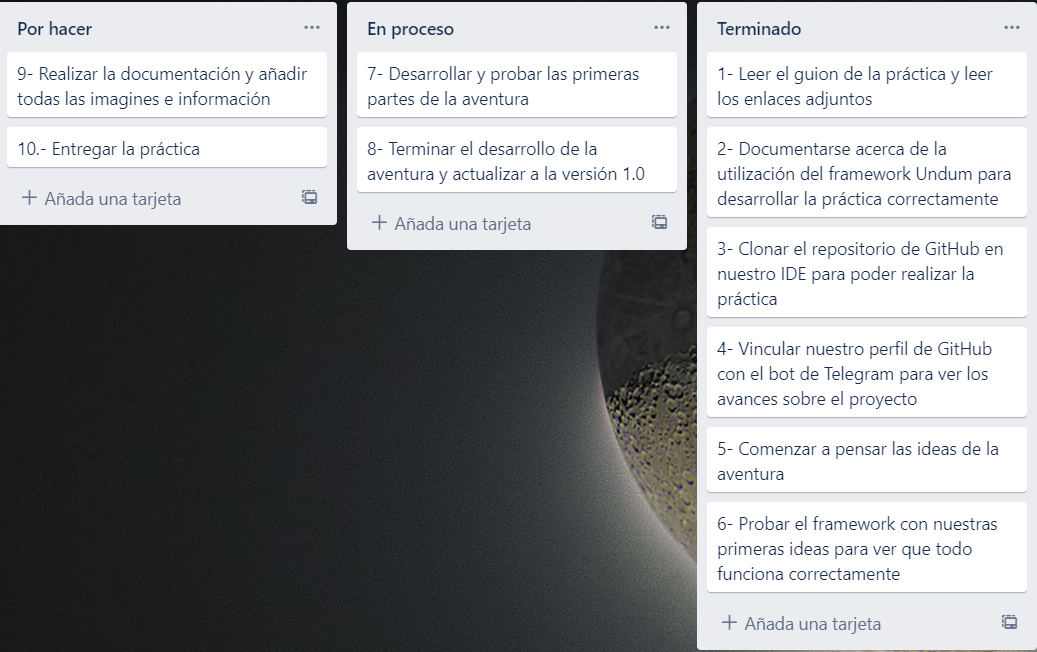 Por hacer
9- Realizar la documentación y añadir
todas las imagines e información
10.- Entregar la práctica
Añada una tarjeta
En proceso
7- Desarrollar y probar las primeras
partes de la aventura
8- Terminar el desarrollo de la
aventura y actualizar a la versión 1.0
Añada una tarjeta
Terminado
1- Leer el guion de la práctica y leer
los enlaces adjuntos
2- Documentarse acerca de la
utilización del framework Undum para
desarrollar la práctica correctamente
3- Clonar el repositorio de GitHub en
nuestro IDE para poder realizar la
práctica
4- Vincular nuestro perfil de GitHub
con el bot de Telegram para ver los
avances sobre el proyecto
5- Comenzar a pensar las ideas de la
aventura
6- Probar el framework con nuestras
primeras ideas para ver que todo
funciona correctamente
Añada una tarjeta